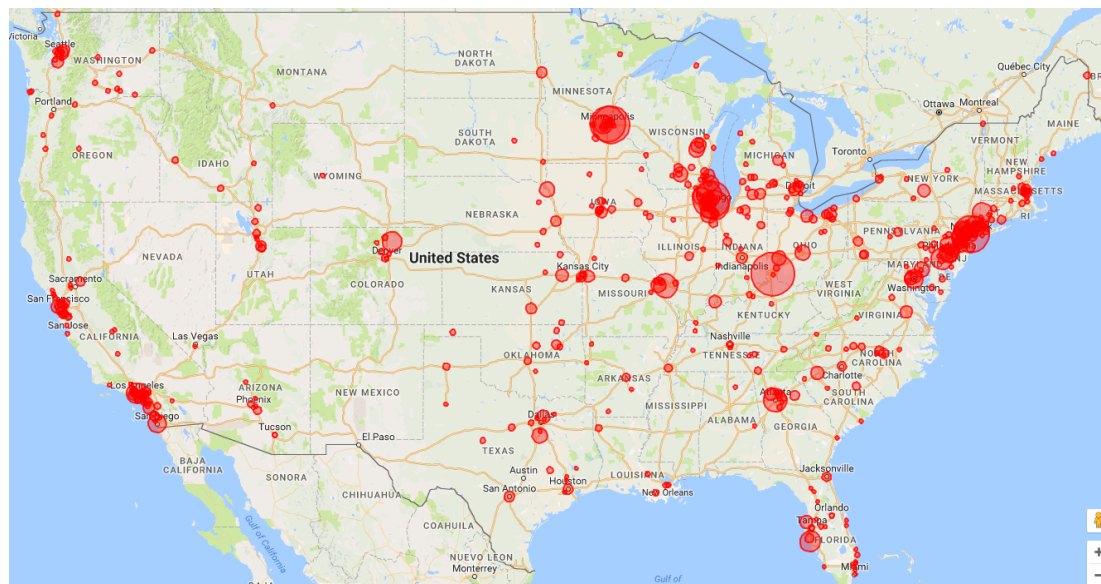 Victoria
Seattle
WASHINGTON
Portland
OREGON
IDAHO
MONTANA
NORTH
DAKOTA
SOUTH
DAKOTA
MINNESOTA
Minneapolis
WISCONSIN
MICHIGAN
Detroit
Toronto
Ottawa
Montreal
Québec City
MAINE
VERMONT
NEW
HAMPSHIRE
MASSACHUSETTS
RI
NEW YORK
PENNSYLVANIA
NJ
MARYLAND
DE
Washington
WEST
VIRGINIA
VIRGINIA
OHIO
INDIANA
Indianapolis
ILLINOIS
IOWA
NEBRASKA
WYOMING
NEVADA
UTAH
Denver
COLORADO
United States
KANSAS
Kansas City
MISSOURI
KENTUCKY
Nashville
TENNESSEE
NORTH
CAROLINA
Charlotte
SOUTH
CAROLINA
Atlanta
GEORGIA
ALABAMA
MISSISSIPPI
ARKANSAS
OKLAHOMA
Sacramento
San Francisco
San Jose
CALIFORNIA
Las Vegas
Los Angeles
San Diego
ARIZONA
Phoenix
Tucson
NEW MEXICO
El Paso
Dallas
TEXAS
Austin
San Antonio
Houston
LOUISIANA
New Orleans
Jacksonville
Orlando
Tampa
FLORIDA
Miami
BAJA
CALIFORNIA
SONORA
CHIHUAHUA
COAHUILA
NUEVO LEON
Monterrey
Gulf of California
Gulf of